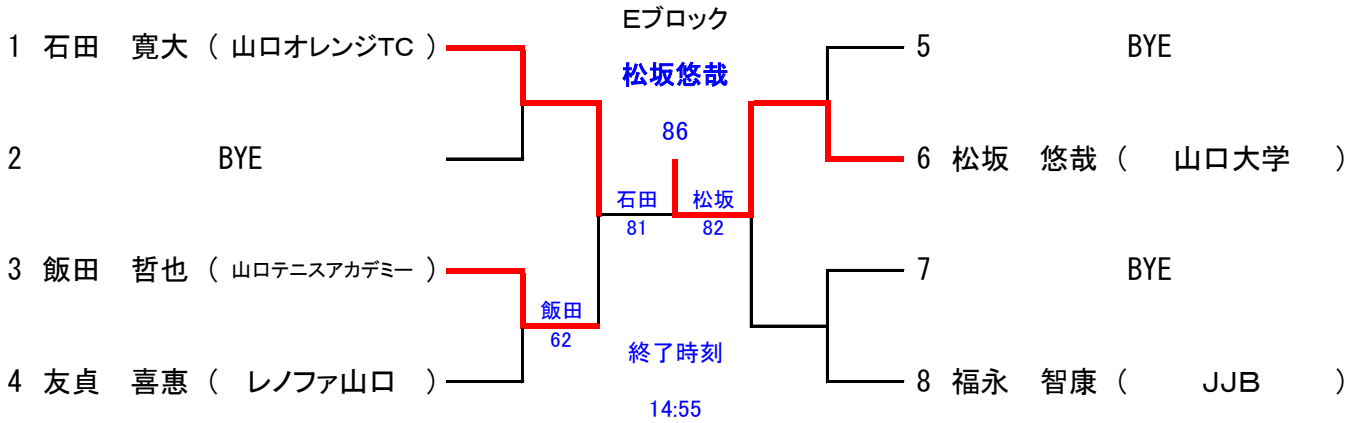 Eブロック
1 石田 寛大 ( 山口オレンジTC )
5 BYE
松坂悠哉
86
2 BYE
6 松坂 悠哉 ( 山口大学 )
石田 松坂
81 82
3 飯田 哲也 ( 山口テニスアカデミー )
7 BYE
飯田
62
終了時刻
4 友貞 喜惠 ( レノファ山口 )
8 福永 智康 ( JJB )
14:55